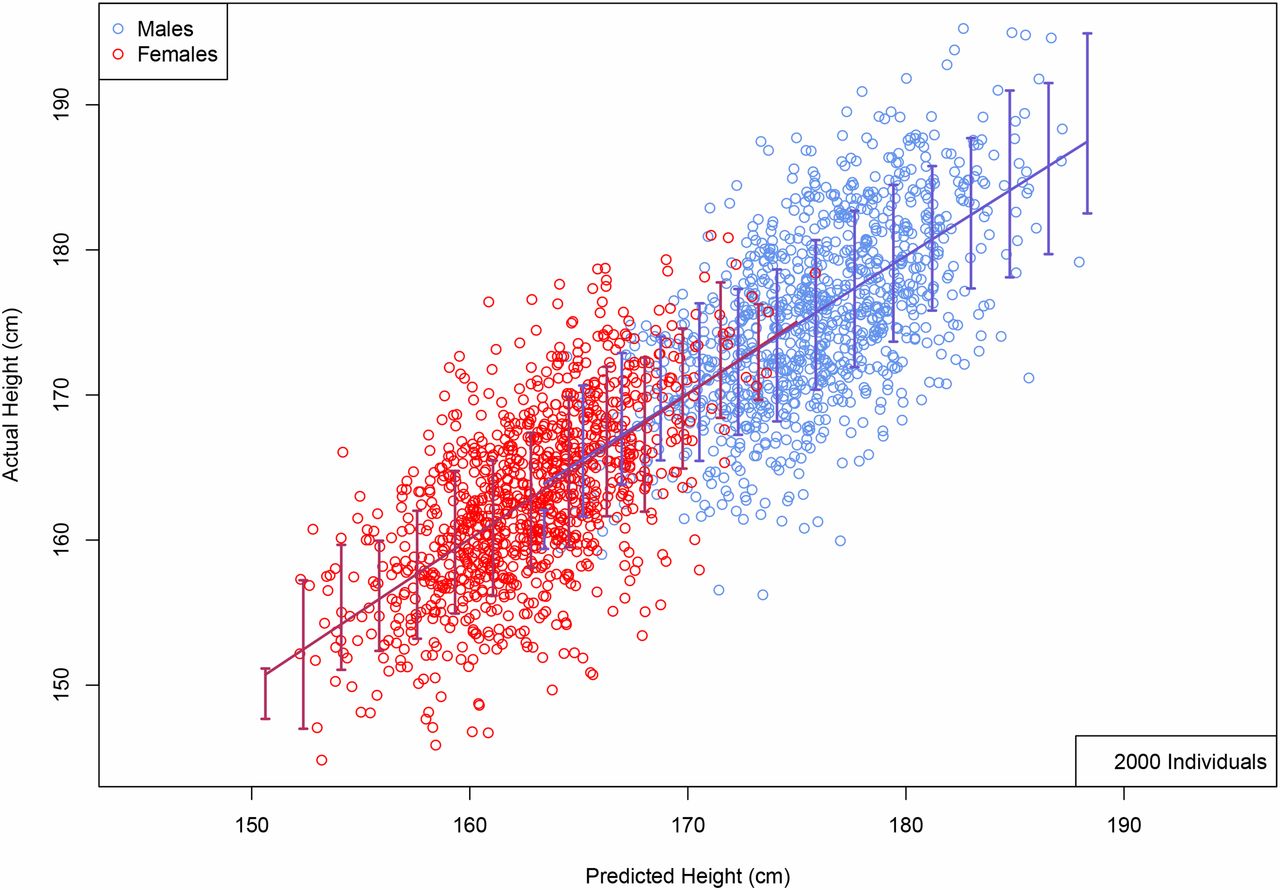 Males
Females
Actual Height (cm)
190
180
170
160
150
2000 Individuals
150 160 170 180 190
Predicted Height (cm)